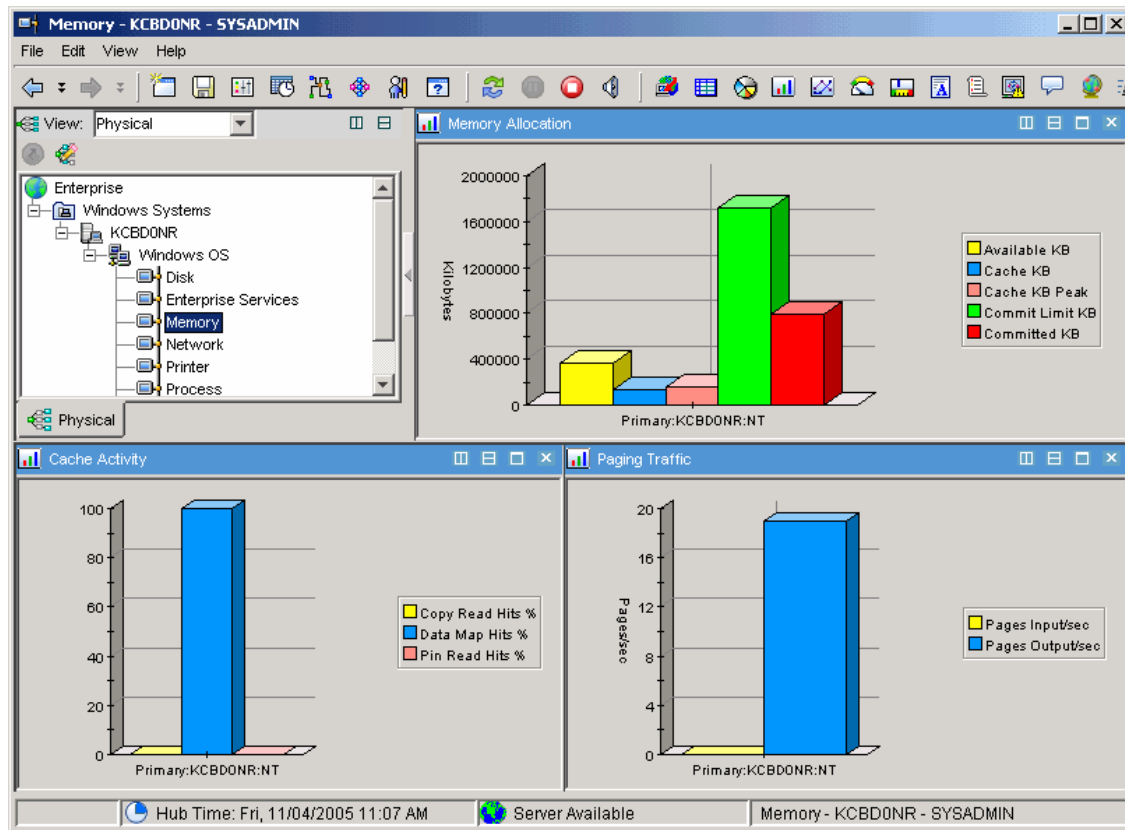 Memory - KCBD0NR - SYSADMIN
File Edit View Help
View: Physical
Enterprise
Windows Systems
KCBD0NR
Windows OS
Disk
Enterprise Services
Memory
Network
Printer
Process
Physical
Memory Allocation
2000000
1600000
1200000
800000
400000
0
Kilobytes
Primary:KCBD0NR:NT
Available KB
Cache KB
Cache KB Peak
Commit Limit KB
Committed KB
Cache Activity
100
80
60
40
20
0
Primary:KCBD0NR:NT
Copy Read Hits %
Data Map Hits %
Pin Read Hits %
Paging Traffic
20
16
12
8
4
0
Pages/sec
Primary:KCBD0NR:NT
Pages Input/sec
Pages Output/sec
Hub Time: Fri, 11/04/2005 11:07 AM
Server Available
Memory - KCBD0NR - SYSADMIN